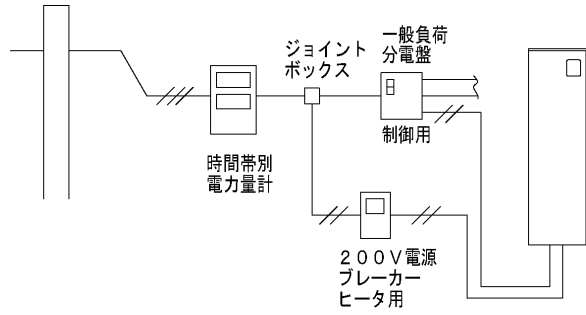 ジョイント
ボックス
一般負荷
分電盤
制御用
時間帯別
電力量計
２００Ｖ電源
ブレーカー
ヒータ用